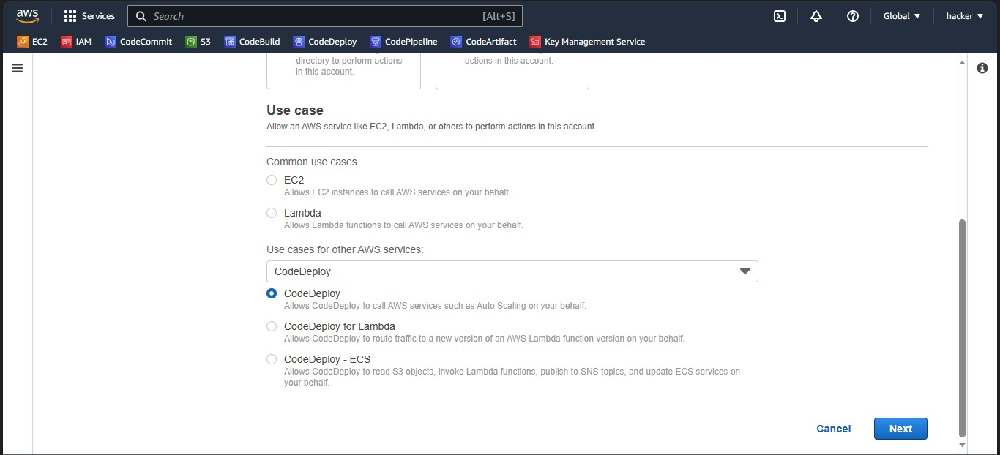 aws
Services
Search
[Alt+S]
Global
hacker
EC2
IAM
CodeCommit
S3
CodeBuild
CodeDeploy
CodePipeline
CodeArtifact
Key Management Service
directory to perform actions
in this account.
actions in this account.
Use case
Allow an AWS service like EC2, Lambda, or others to perform actions in this account.
Common use cases
EC2
Allows EC2 instances to call AWS services on your behalf.
Lambda
Allows Lambda functions to call AWS services on your behalf.
Use cases for other AWS services:
CodeDeploy
CodeDeploy
Allows CodeDeploy to call AWS services such as Auto Scaling on your behalf.
CodeDeploy for Lambda
Allows CodeDeploy to route traffic to a new version of an AWS Lambda function version on your behalf.
CodeDeploy - ECS
Allows CodeDeploy to read S3 objects, invoke Lambda functions, publish to SNS topics, and update ECS services on
your behalf.
Cancel
Next